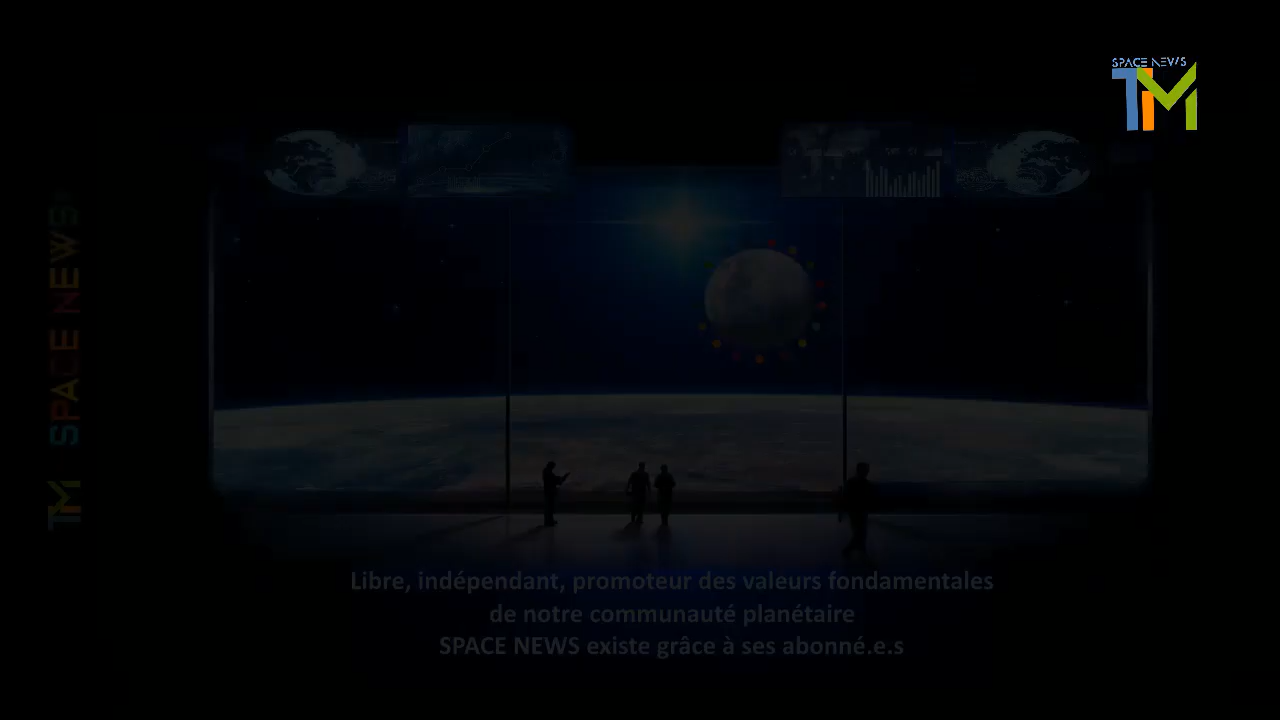 SPACE NEWS
TM
TM SPACE NEWS
Libre, indépendant, promoteur des valeurs fondamentales
de notre communauté planétaire
SPACE NEWS existe grâce à ses abonné.e.s